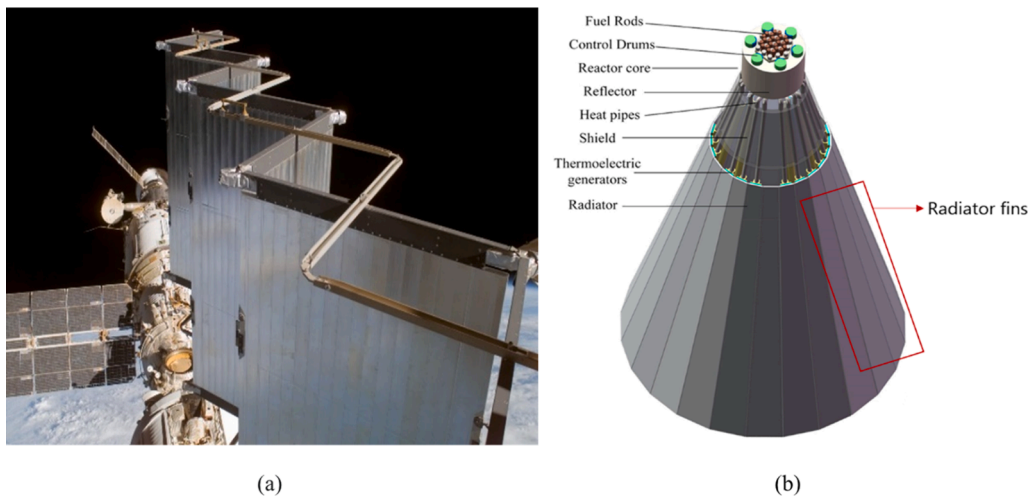 Fuel Rods
Control Drums
Reactor core
Reflector
Heat pipes
Shield
Thermoelectric
generators
Radiator
Radiator fins
(a)
(b)